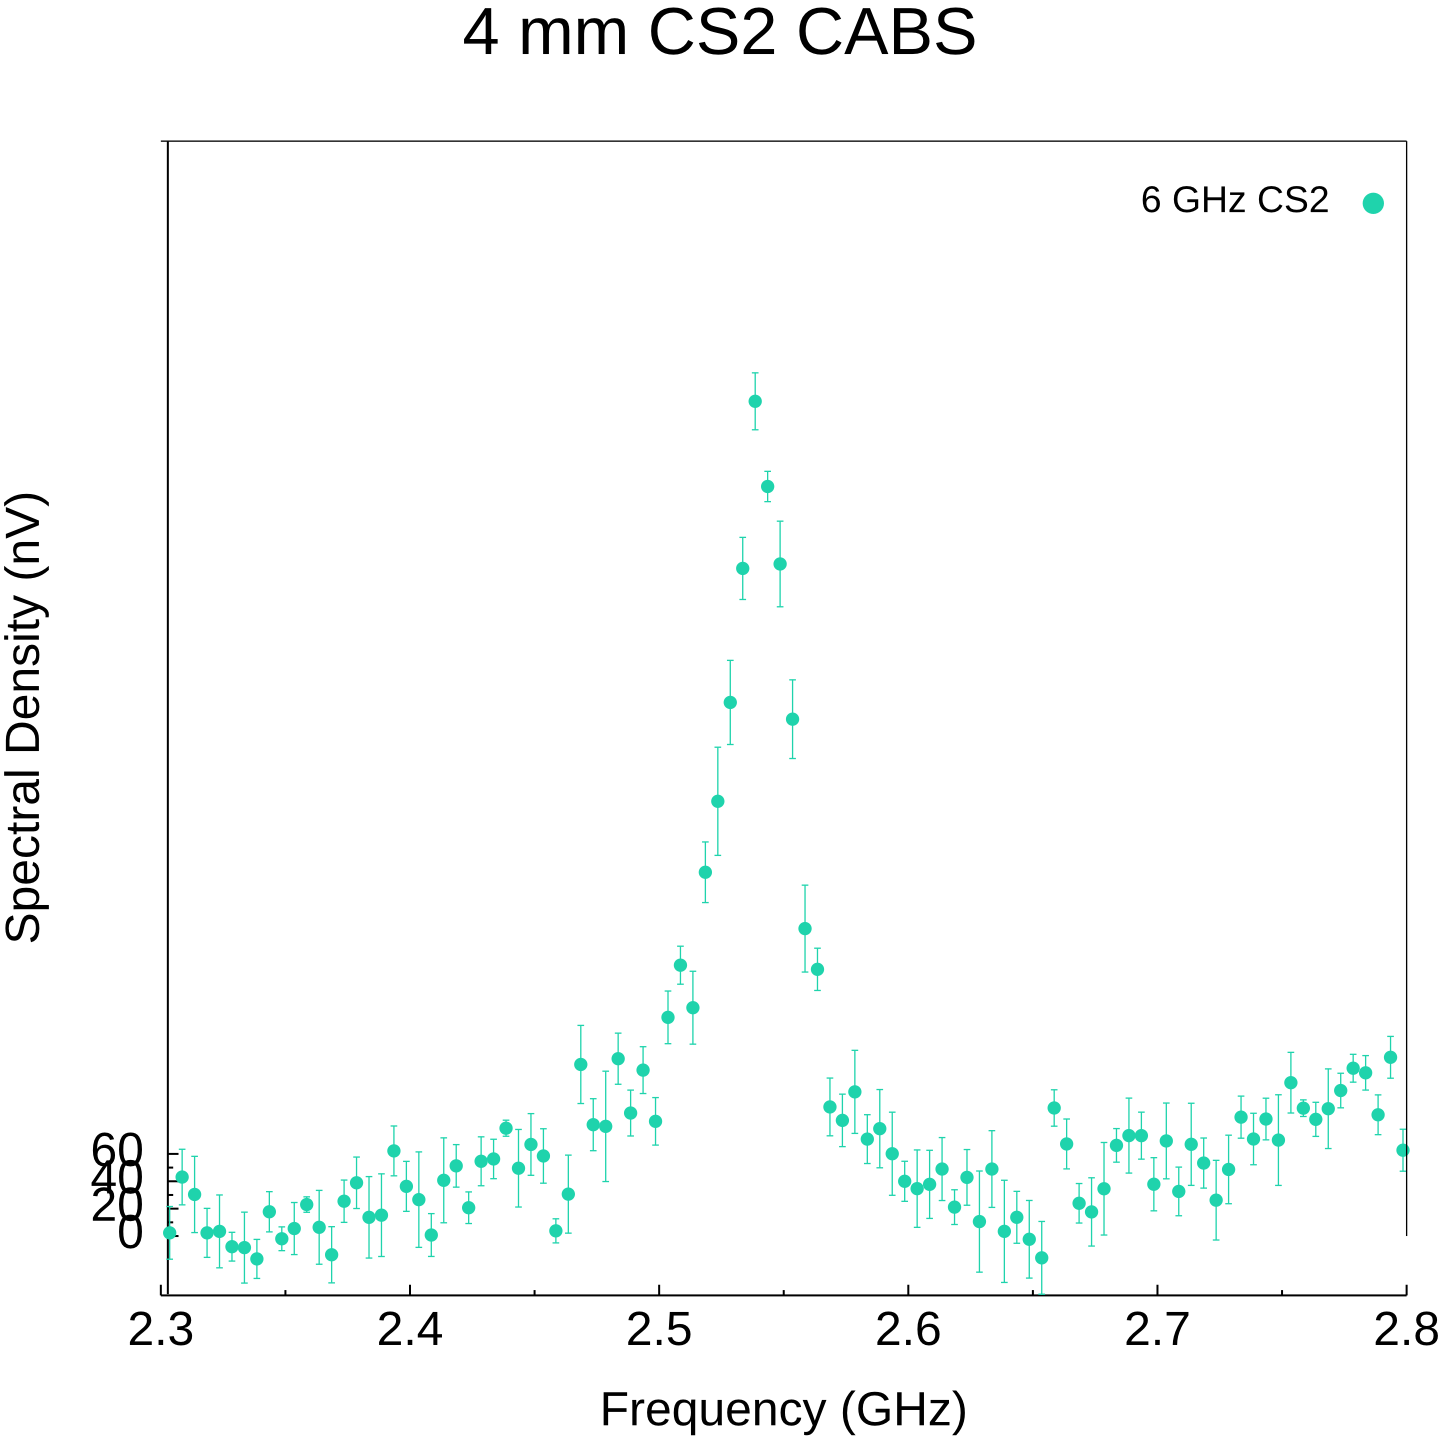 4 mm CS2 CABS
6 GHz CS2
Spectral Density (nV)
60
40
20
0
2.3 2.4 2.5 2.6 2.7 2.8
Frequency (GHz)